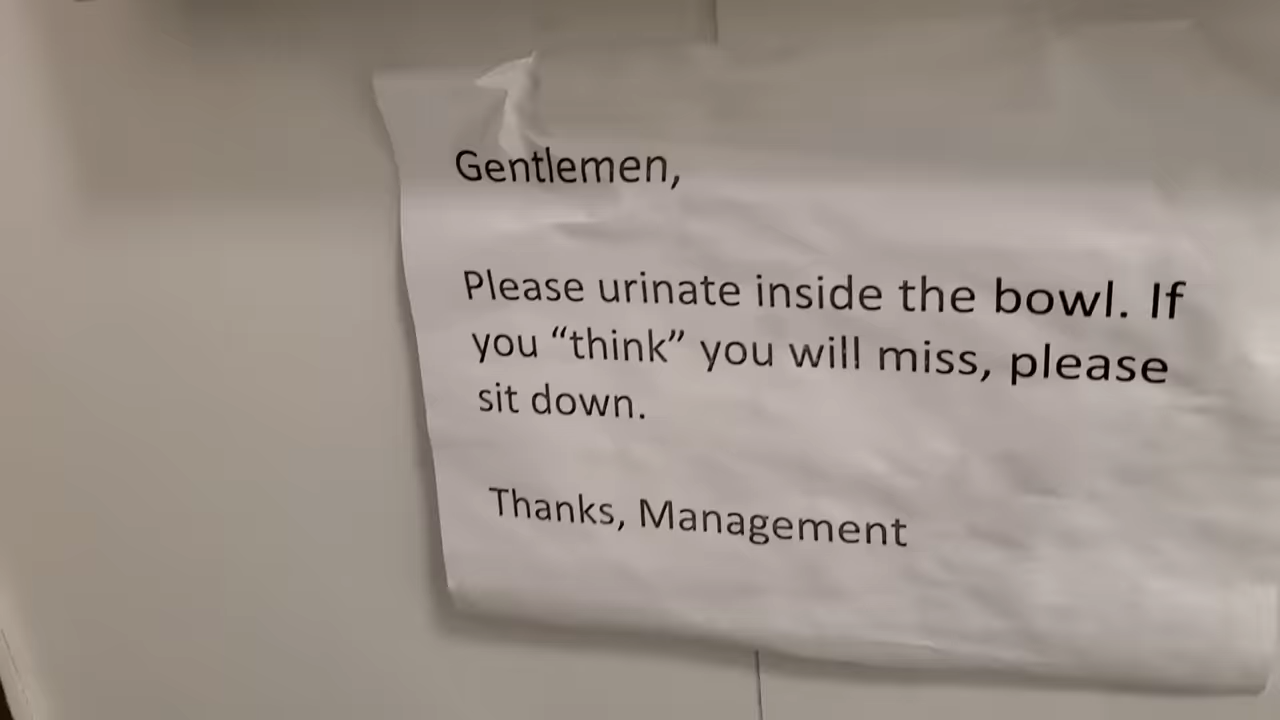 Gentlemen,
Please urinate inside the bowl. If
you “think” you will miss, please
sit down.
Thanks, Management